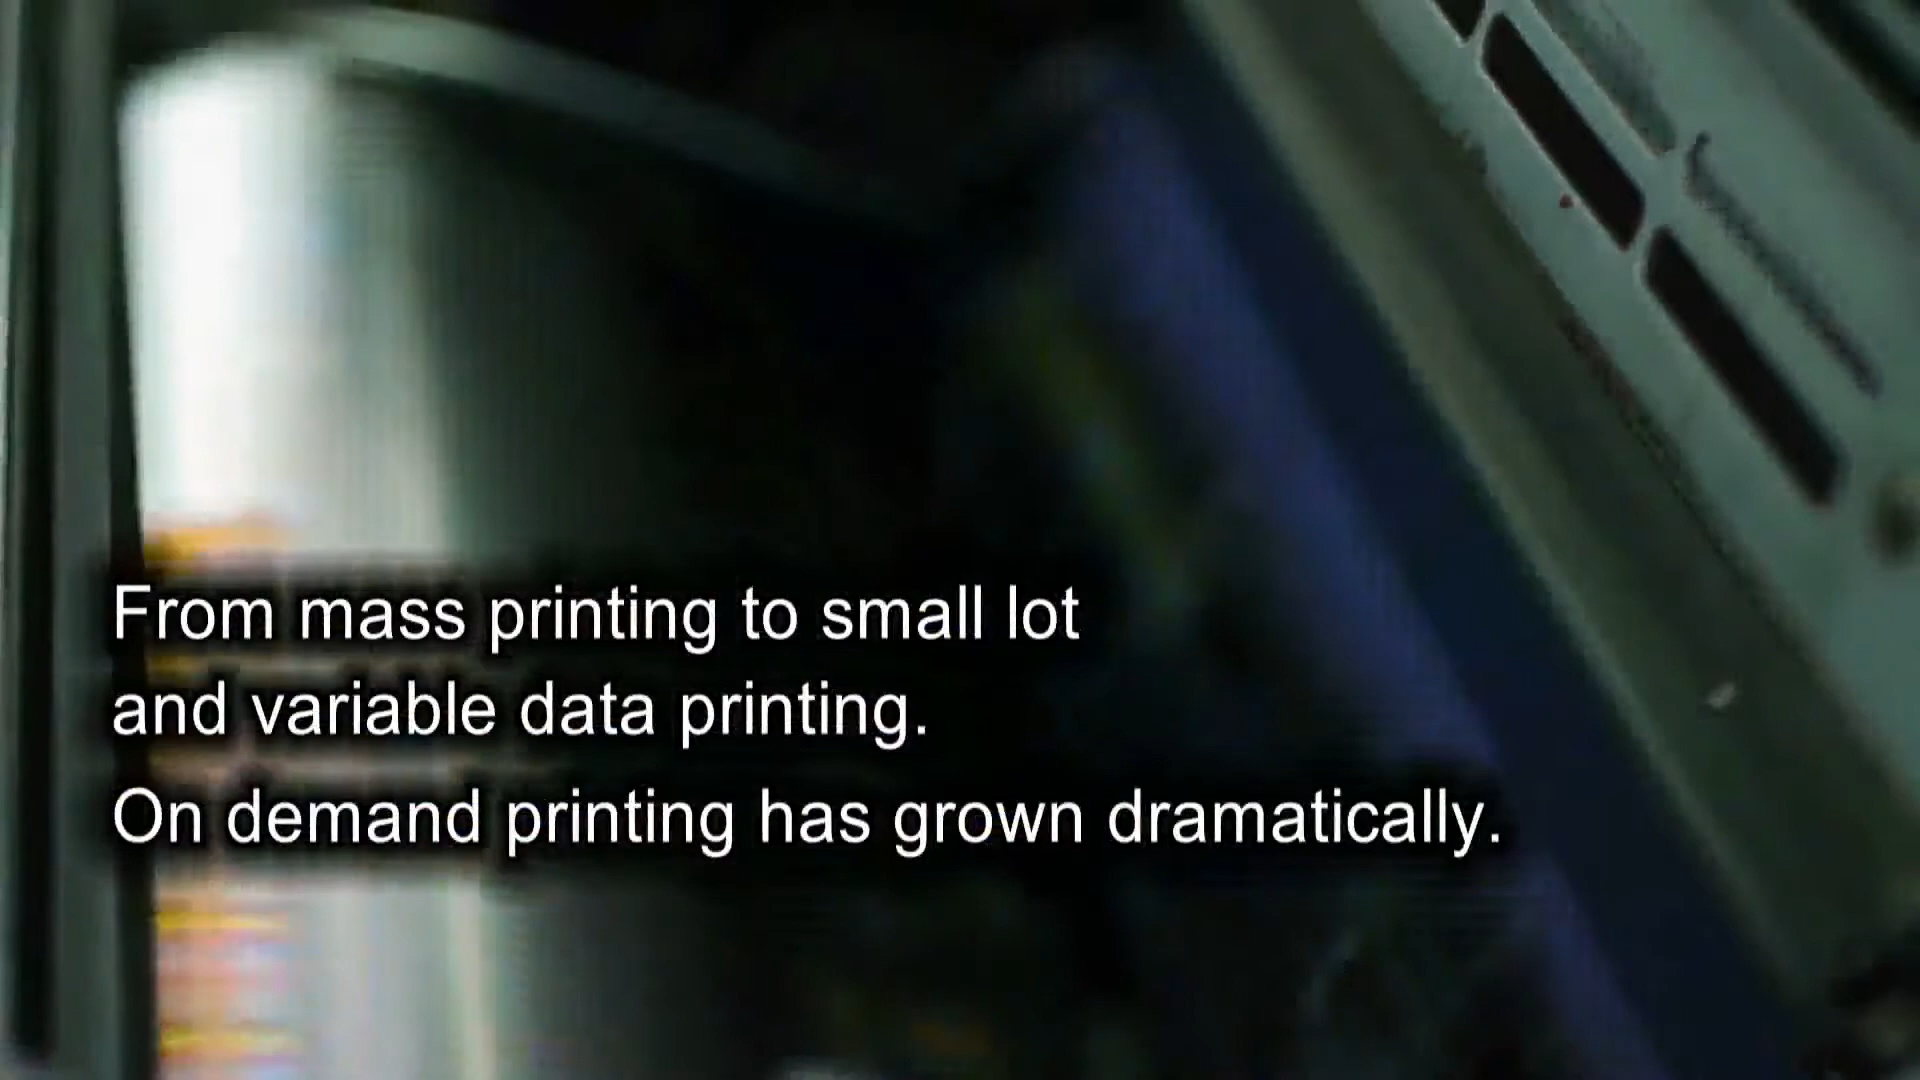 From mass printing to small lot
and variable data printing.
On demand printing has grown dramatically.